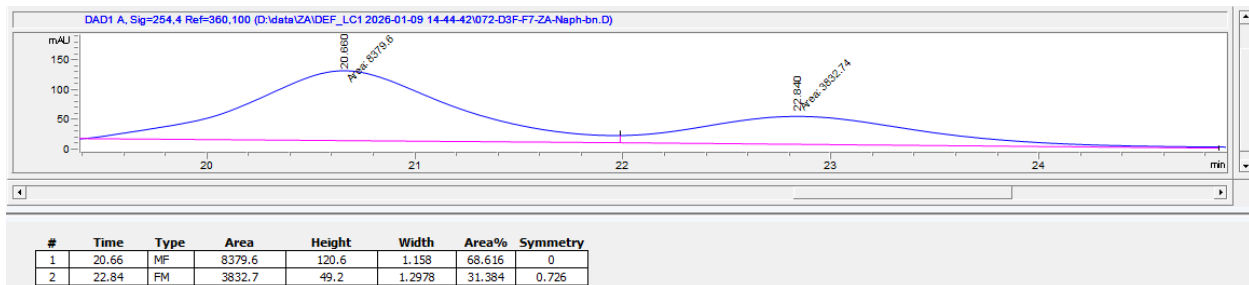 DAD1 A, Sig=254,4 Ref=360,100 (D:\data\ZA\DEF_LC1 2026-01-09 14-44-42\072-D3F-F7-ZA-Naph-bn.D)
mAU
150
100
50
0
20.660
Area: 8379.6
22.840
Area: 3832.74
20 21 22 23 24 min
# Time Type Area Height Width Area% Symmetry
1 20.66 MF 8379.6 120.6 1.158 68.616 0
2 22.84 FM 3832.7 49.2 1.2978 31.384 0.726